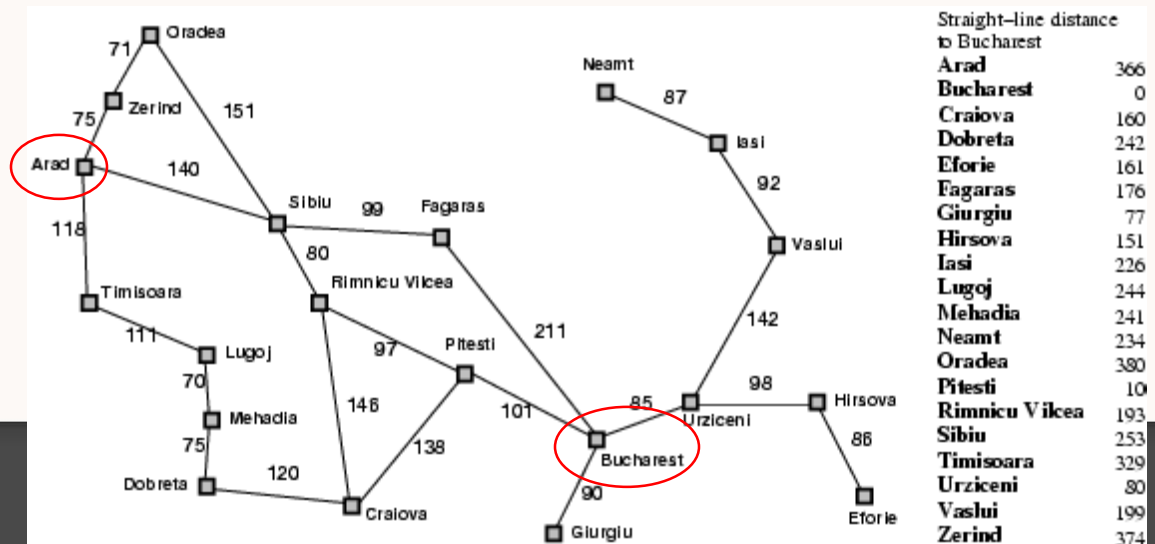 Oradea
71
Neamt
Zerind
87
151
75
Iasi
Arad
140
92
Sibiu
99
Fagaras
118
Vaslui
80
Timisoara
Rimnicu Vilcea
142
111
211
Lugoj
97
Pitesti
70
98
Hirsova
146
101
85
Urziceni
Mehadia
86
75
138
Bucharest
120
90
Dobreta
Craiova
Eforie
Giurgiu
Straight–line distance
to Bucharest
Arad 366
Bucharest 0
Craiova 160
Dobreta 242
Eforie 161
Fagaras 176
Giurgiu 77
Hirsova 151
Iasi 226
Lugoj 244
Mehadia 241
Neamt 234
Oradea 380
Pitesti 10
Rimnicu Vilcea 193
Sibiu 253
Timisoara 329
Urziceni 80
Vaslui 199
Zerind 374